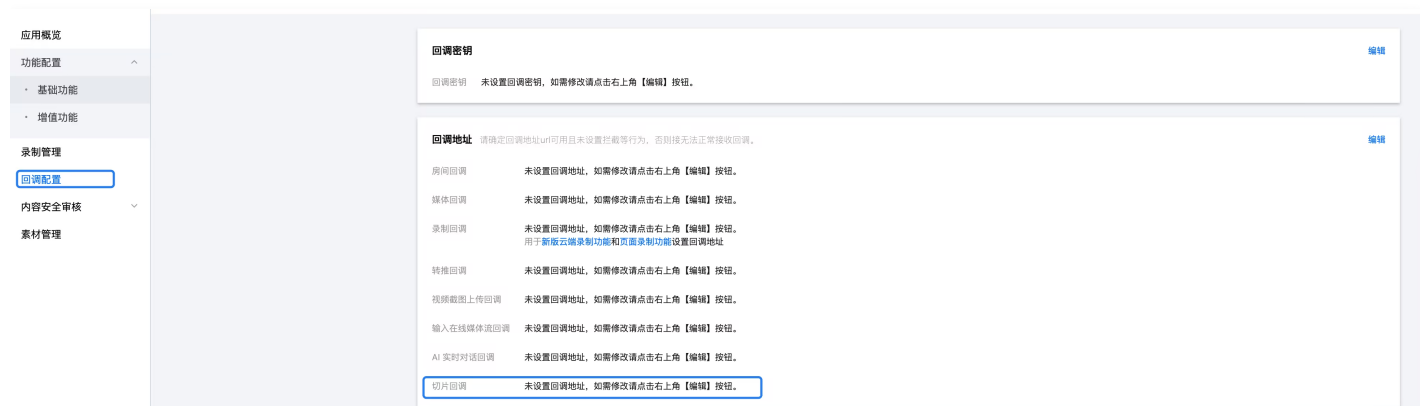 应用概览
功能配置
· 基础功能
· 增值功能
录制管理
回调配置
内容安全审核
素材管理
回调密钥 编辑
回调密钥 未设置回调密钥，如需修改请点击右上角【编辑】按钮。
回调地址 请确定回调地址url可用且未设置拦截等行为，否则接无法正常接收回调。 编辑
房间回调 未设置回调地址，如需修改请点击右上角【编辑】按钮。
媒体回调 未设置回调地址，如需修改请点击右上角【编辑】按钮。
录制回调 未设置回调地址，如需修改请点击右上角【编辑】按钮。
用于新版云端录制功能和页面录制功能设置回调地址
转推回调 未设置回调地址，如需修改请点击右上角【编辑】按钮。
视频截图上传回调 未设置回调地址，如需修改请点击右上角【编辑】按钮。
输入在线媒体流回调 未设置回调地址，如需修改请点击右上角【编辑】按钮。
AI 实时对话回调 未设置回调地址，如需修改请点击右上角【编辑】按钮。
切片回调 未设置回调地址，如需修改请点击右上角【编辑】按钮。